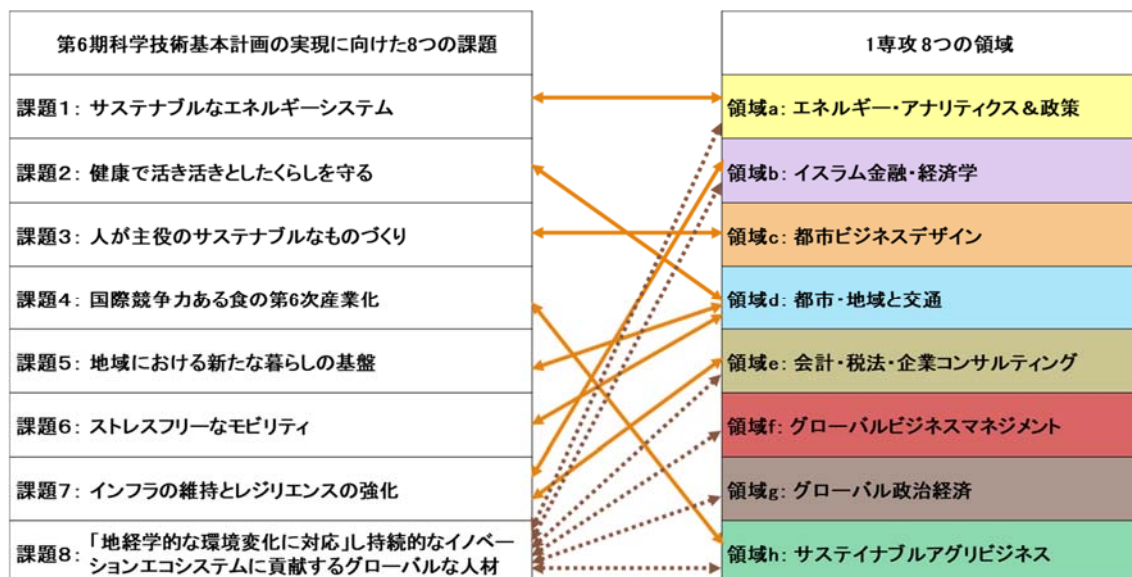 第6期科学技術基本計画の実現に向けた8つの課題
課題1: サステナブルなエネルギーシステム
課題2: 健康で活き活きとしたくらしを守る
課題3: 人が主役のサステナブルなものづくり
課題4: 国際競争力ある食の第6次産業化
課題5: 地域における新たな暮らしの基盤
課題6: ストレスフリーなモビリティ
課題7: インフラの維持とレジリエンスの強化
課題8: 「地経学的な環境変化に対応」し持続的なイノベー
ションエコシステムに貢献するグローバルな人材
1専攻8つの領域
領域a: エネルギー・アナリティクス&政策
領域b: イスラム金融・経済学
領域c: 都市ビジネスデザイン
領域d: 都市・地域と交通
領域e: 会計・税法・企業コンサルティング
領域f: グローバルビジネスマネジメント
領域g: グローバル政治経済
領域h: サステイナブルアグリビジネス